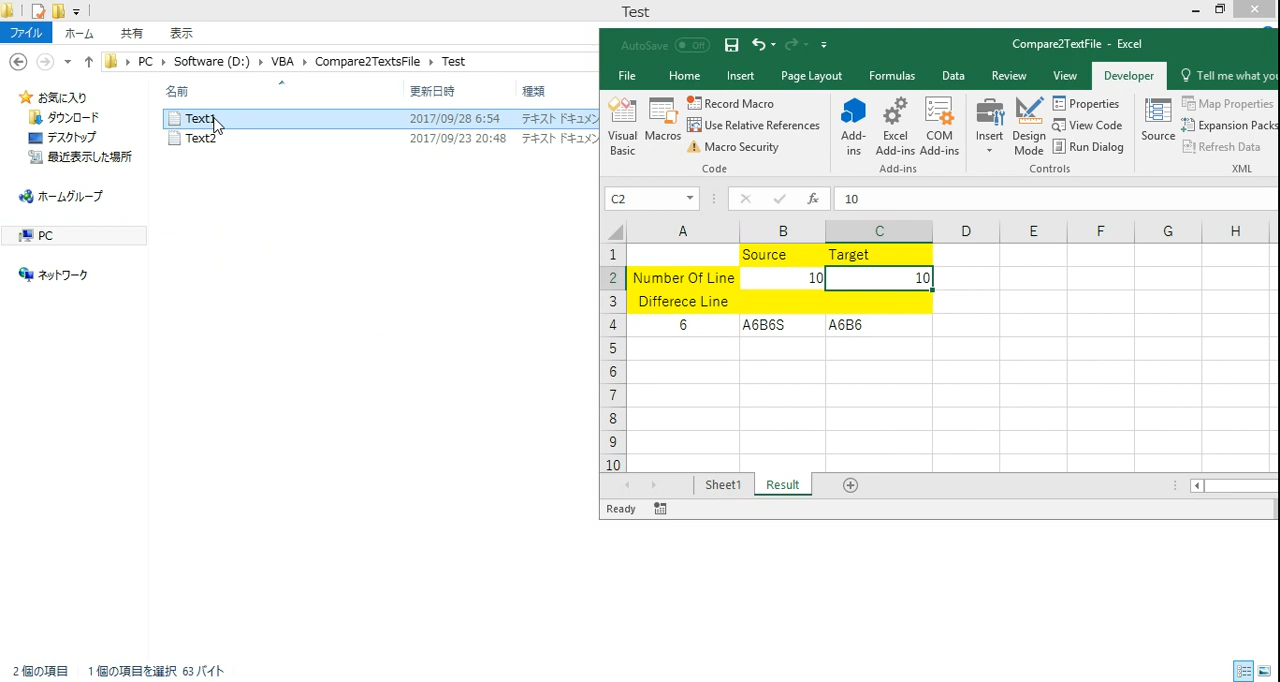 Test
ファイル ホーム 共有 表示
PC Software (D:) VBA Compare2TextsFile Test
お気に入り
ダウンロード
デスクトップ
最近表示した場所
ホームグループ
PC
ネットワーク
名前 更新日時 種類
Text1 2017/09/28 6:54 テキスト ドキュメン
Text2 2017/09/23 20:48 テキスト ドキュメン
2 個の項目 1 個の項目を選択 63 バイト
AutoSave Off Compare2TextFile - Excel
File Home Insert Page Layout Formulas Data Review View Developer Tell me what you
Visual Basic
Macros
Record Macro
Use Relative References
Macro Security
Code
Add-ins
Excel Add-ins
COM Add-ins
Add-ins
Insert
Design Mode
Properties
View Code
Run Dialog
Controls
Source
Map Properties
Expansion Packs
Refresh Data
XML
C2 fx 10
A B C D E F G H
1 Source Target
2 Number Of Line 10 10
3 Differece Line
4 6 A6B6S A6B6
5
6
7
8
9
10
Sheet1 Result
Ready